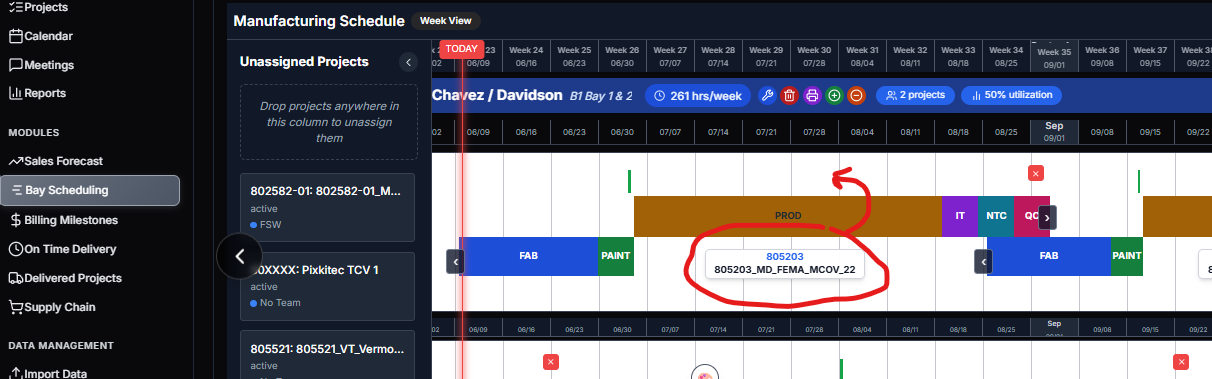 Projects
Calendar
Meetings
Reports
MODULES
Sales Forecast
Bay Scheduling
Billing Milestones
On Time Delivery
Delivered Projects
Supply Chain
DATA MANAGEMENT
Import Data
Manufacturing Schedule Week View
Unassigned Projects
Drop projects anywhere in
this column to unassign
them
802582-01: 802582-01_M...
active
FSW
XXXX: Pixkitec TCV 1
active
No Team
805521: 805521_VT_Vermo...
active
TODAY
23 Week 24 Week 25 Week 26 Week 27 Week 28 Week 29 Week 30 Week 31 Week 32 Week 33 Week 34 Week 35 Week 36 Week 37
02 06/09 06/16 06/23 06/30 07/07 07/14 07/21 07/28 08/04 08/11 08/18 08/25 09/01 09/08 09/15 09/22
Chavez / Davidson B1 Bay 1 & 2 261 hrs/week 2 projects 50% utilization
Sep
02 06/09 06/16 06/23 06/30 07/07 07/14 07/21 07/28 08/04 08/11 08/18 08/25 09/01 09/08 09/15 09/22
PROD IT NTC QC
FAB PAINT FAB PAINT
805203
805203_MD_FEMA_MCOV_22
Sep
02 06/09 06/16 06/23 06/30 07/07 07/14 07/21 07/28 08/04 08/11 08/18 08/25 09/08 09/15 09/22